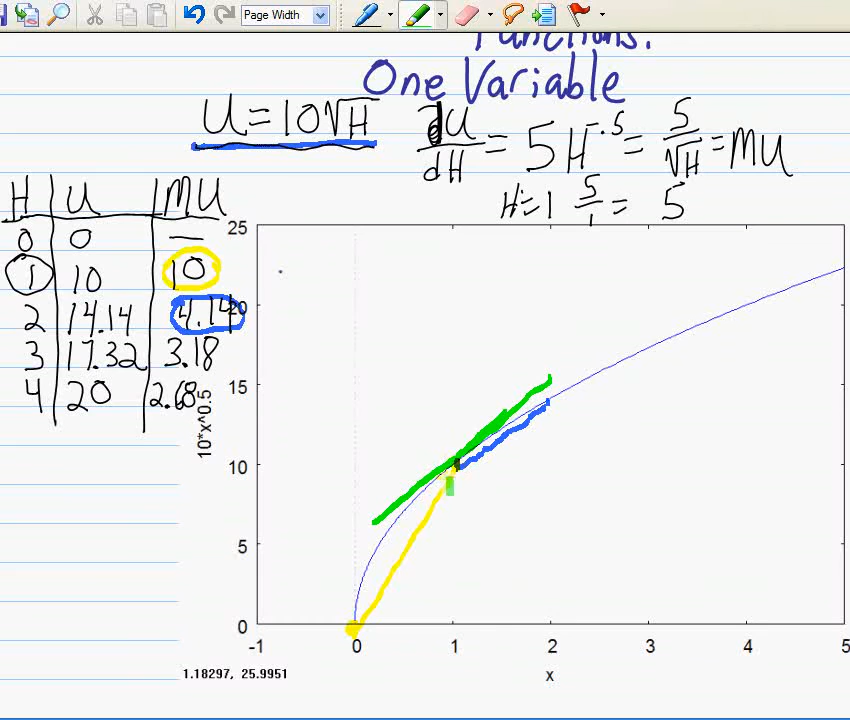 Page Width
Functions:
One Variable
U = 10√H
dU/dH = 5H^-.5 = 5/√H = MU
H=1 5/1 = 5
H U MU
0 0 —
1 10 10
2 14.14 4.14
3 17.32 3.18
4 20 2.68
25
20
15
10
5
0
10*x^0.5
-1 0 1 2 3 4 5
x
1.18297, 25.9951